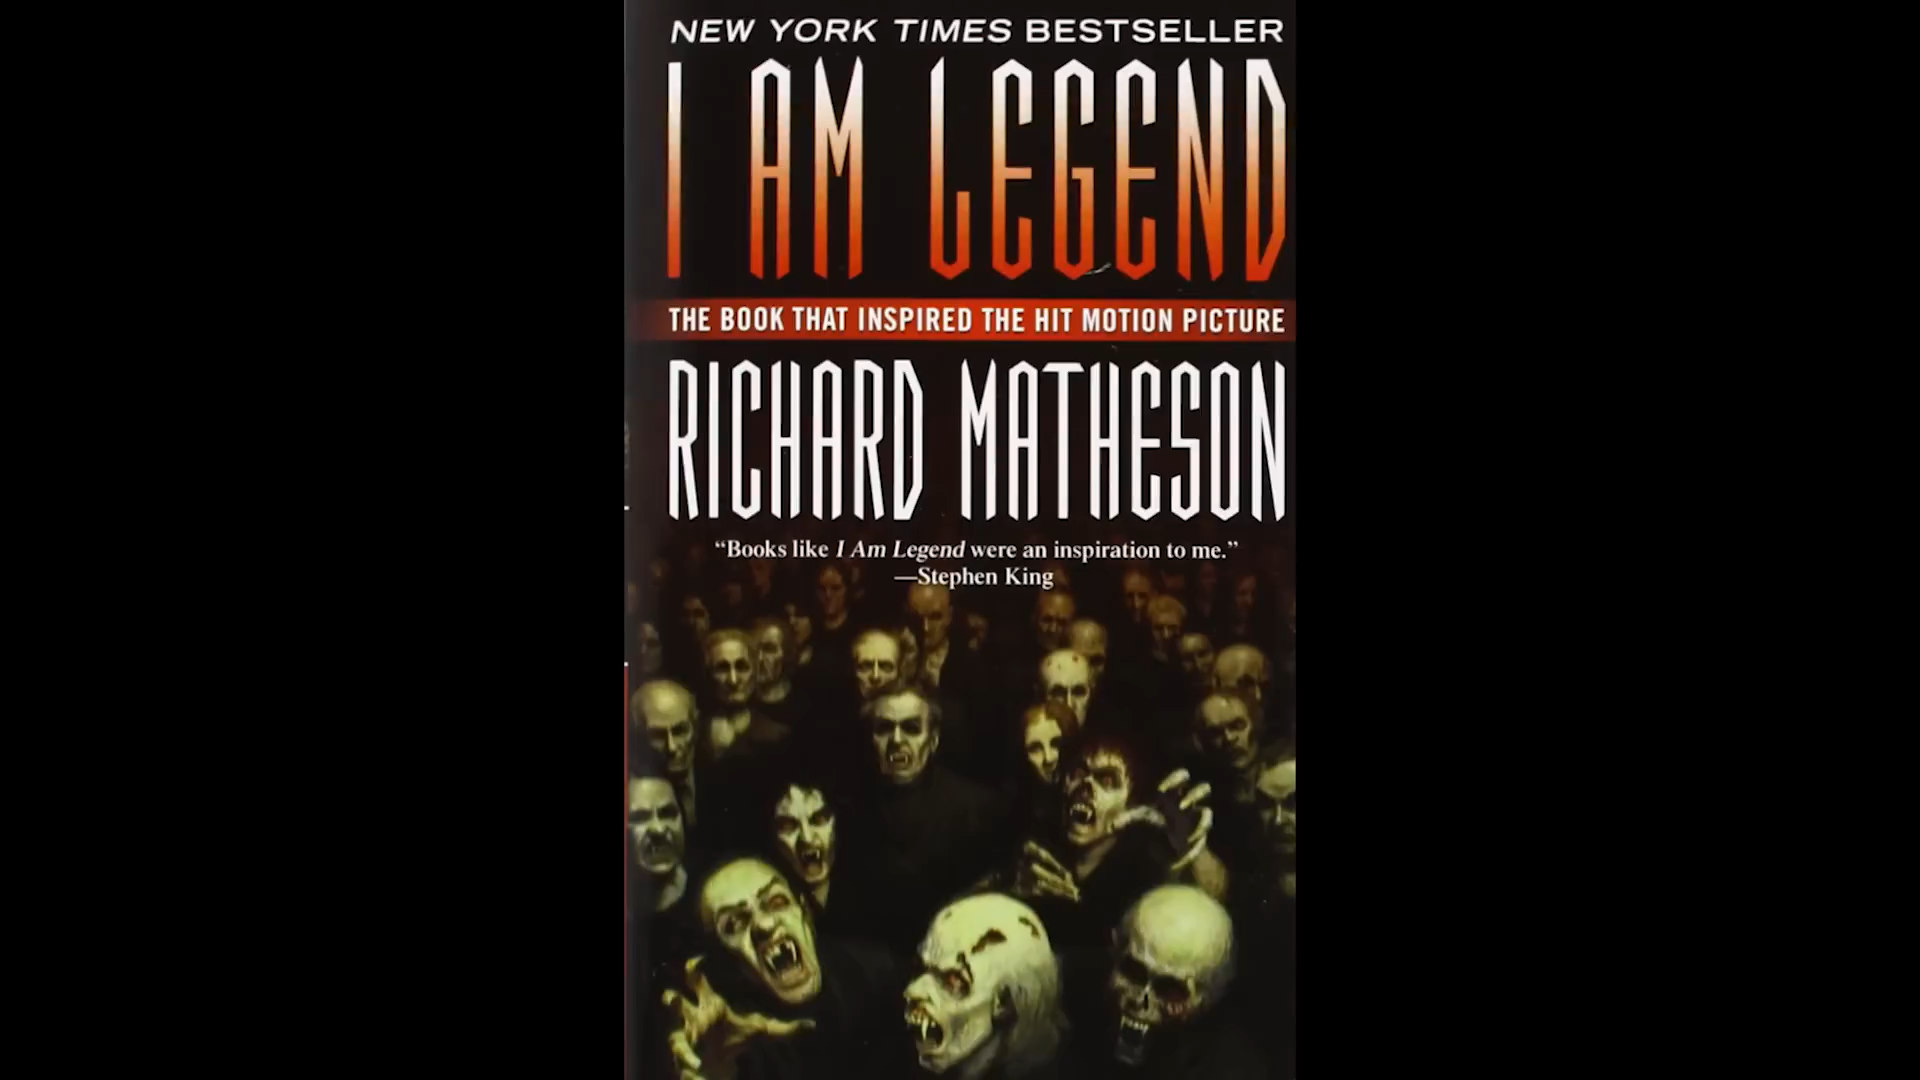 NEW YORK TIMES BESTSELLER
I AM LEGEND
THE BOOK THAT INSPIRED THE HIT MOTION PICTURE
RICHARD MATHESON
“Books like I Am Legend were an inspiration to me.”
—Stephen King